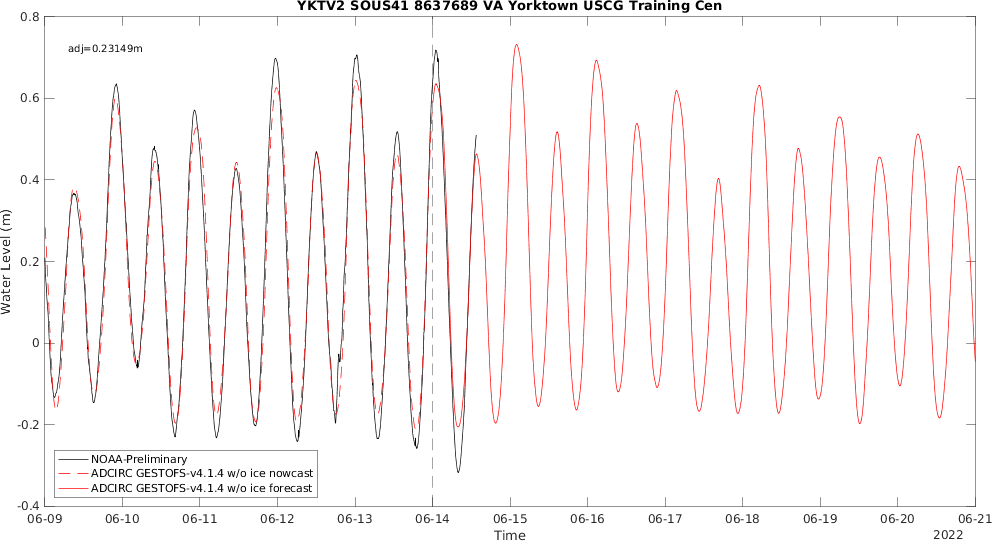 YKTV2 SOUS41 8637689 VA Yorktown USCG Training Cen
adj=0.23149m
0.8
0.6
0.4
0.2
0
-0.2
-0.4
Water Level (m)
NOAA-Preliminary
ADCIRC GESTOFS-v4.1.4 w/o ice nowcast
ADCIRC GESTOFS-v4.1.4 w/o ice forecast
06-09 06-10 06-11 06-12 06-13 06-14 06-15 06-16 06-17 06-18 06-19 06-20 06-21
Time
2022